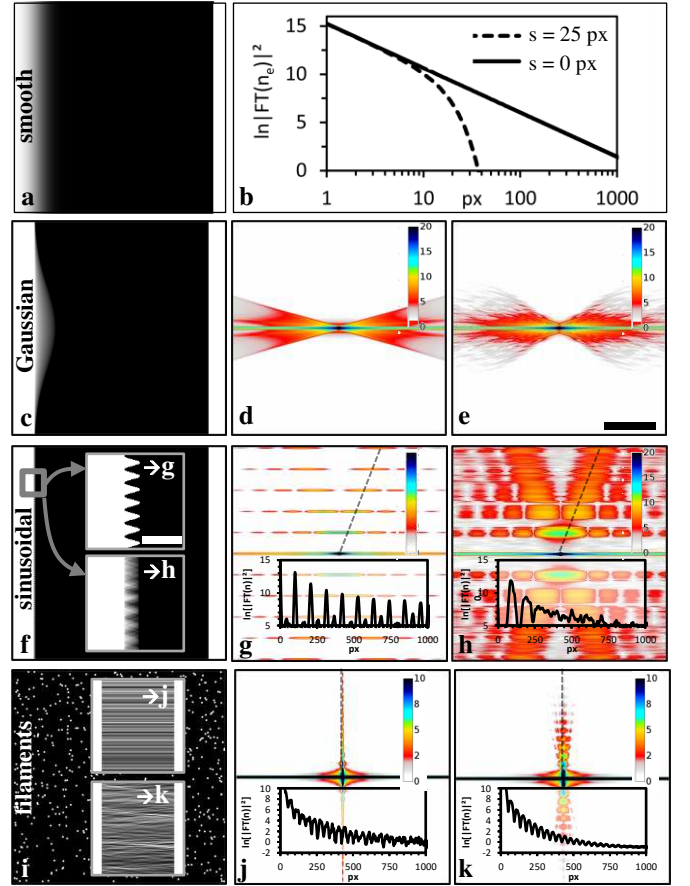 smooth
a
15
10
5
0
ln|FT(nₑ)|²
s = 25 px
s = 0 px
1
10
px
100
1000
b
Gaussian
c
20
15
10
5
0
d
20
15
10
5
0
e
sinusoidal
→g
→h
f
20
15
10
5
0
ln(|FT(n)|²)
15
10
5
0
250
500
750
1000
px
g
20
15
10
5
0
ln(|FT(n)|²)
15
10
5
0
250
500
750
1000
px
h
filaments
→j
→k
i
10
8
6
4
2
0
ln(|FT(n)|²)
10
8
6
4
2
0
-2
0
250
500
750
1000
px
j
10
8
6
4
2
0
ln(|FT(n)|²)
10
8
6
4
2
0
-2
0
250
500
750
1000
px
k